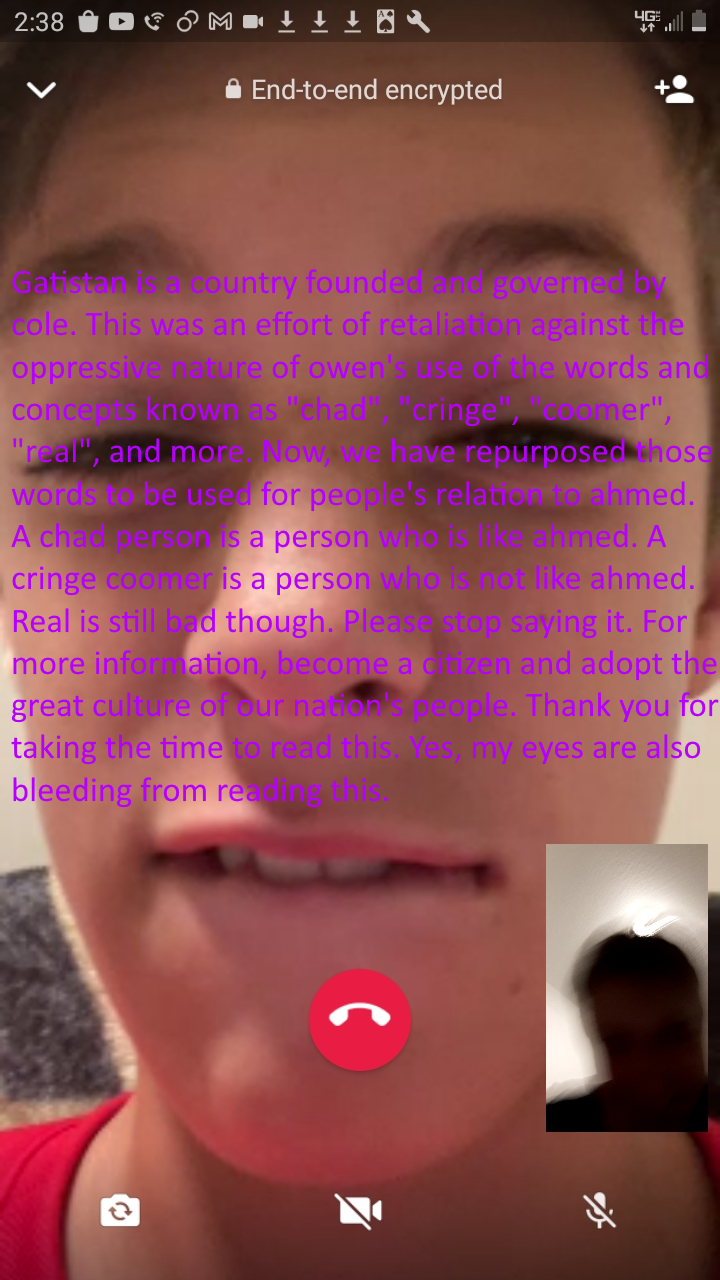 2:38
4G
End-to-end encrypted
Gatistan is a country founded and governed by
cole. This was an effort of retaliation against the
oppressive nature of owen's use of the words and
concepts known as "chad", "cringe", "coomer",
"real", and more. Now, we have repurposed those
words to be used for people's relation to ahmed.
A chad person is a person who is like ahmed. A
cringe coomer is a person who is not like ahmed.
Real is still bad though. Please stop saying it. For
more information, become a citizen and adopt the
great culture of our nation's people. Thank you for
taking the time to read this. Yes, my eyes are also
bleeding from reading this.